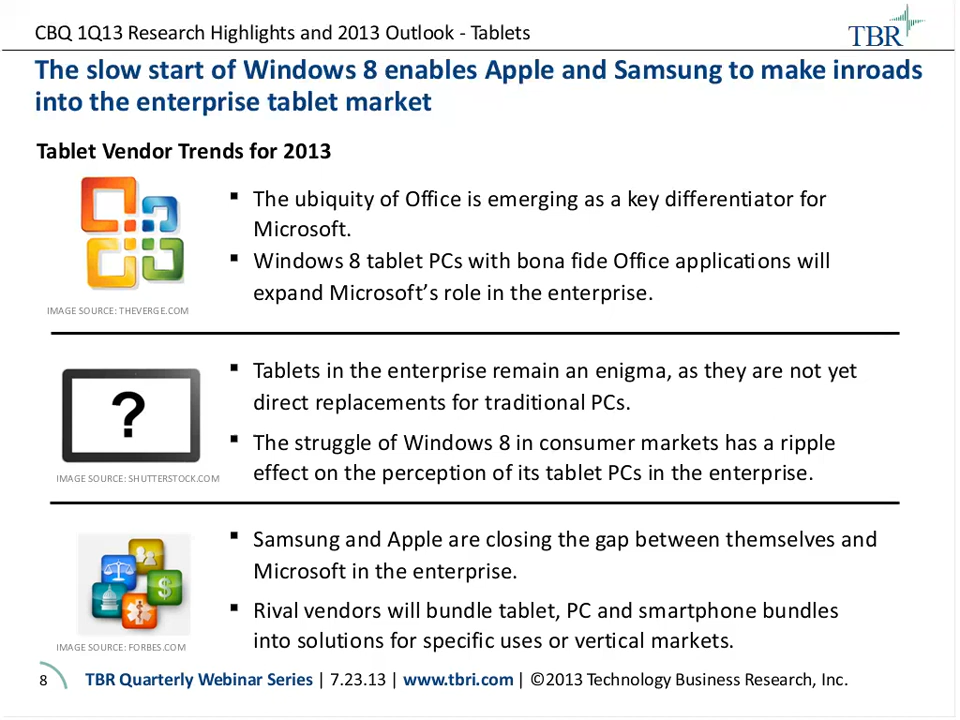 CBQ 1Q13 Research Highlights and 2013 Outlook - Tablets
TBR
The slow start of Windows 8 enables Apple and Samsung to make inroads
into the enterprise tablet market
Tablet Vendor Trends for 2013
▪ The ubiquity of Office is emerging as a key differentiator for
Microsoft.
▪ Windows 8 tablet PCs with bona fide Office applications will
expand Microsoft’s role in the enterprise.
IMAGE SOURCE: THEVERGE.COM
?
▪ Tablets in the enterprise remain an enigma, as they are not yet
direct replacements for traditional PCs.
▪ The struggle of Windows 8 in consumer markets has a ripple
effect on the perception of its tablet PCs in the enterprise.
IMAGE SOURCE: SHUTTERSTOCK.COM
$
▪ Samsung and Apple are closing the gap between themselves and
Microsoft in the enterprise.
▪ Rival vendors will bundle tablet, PC and smartphone bundles
into solutions for specific uses or vertical markets.
IMAGE SOURCE: FORBES.COM
8 TBR Quarterly Webinar Series | 7.23.13 | www.tbri.com | ©2013 Technology Business Research, Inc.